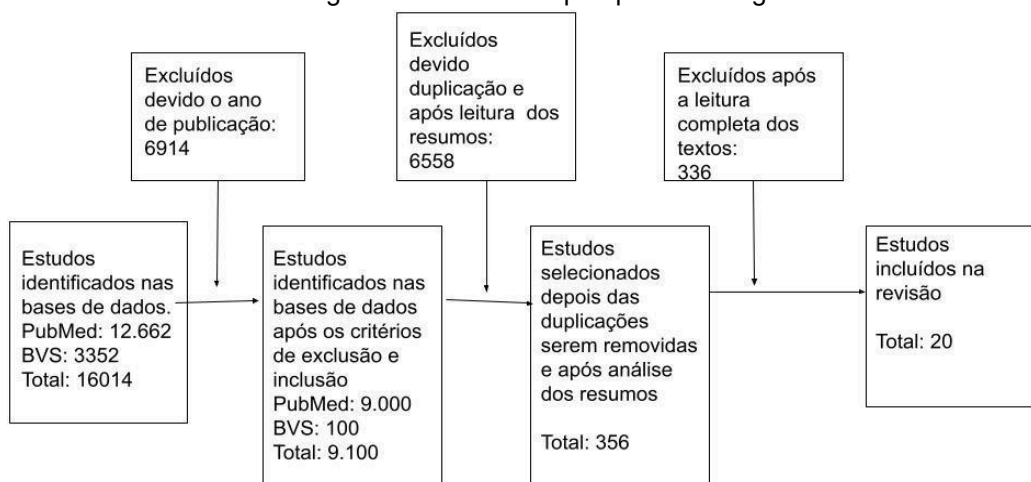 Excluídos
devido o ano
de publicação:
6914
Excluídos
devido
duplicação e
após leitura dos
resumos:
6558
Excluídos após
a leitura
completa dos
textos:
336
Estudos
identificados nas
bases de dados.
PubMed: 12.662
BVS: 3352
Total: 16014
Estudos
identificados nas
bases de dados
após os critérios
de exclusão e
inclusão
PubMed: 9.000
BVS: 100
Total: 9.100
Estudos
selecionados
depois das
duplicações
serem removidas
e após análise
dos resumos
Total: 356
Estudos
incluídos na
revisão
Total: 20